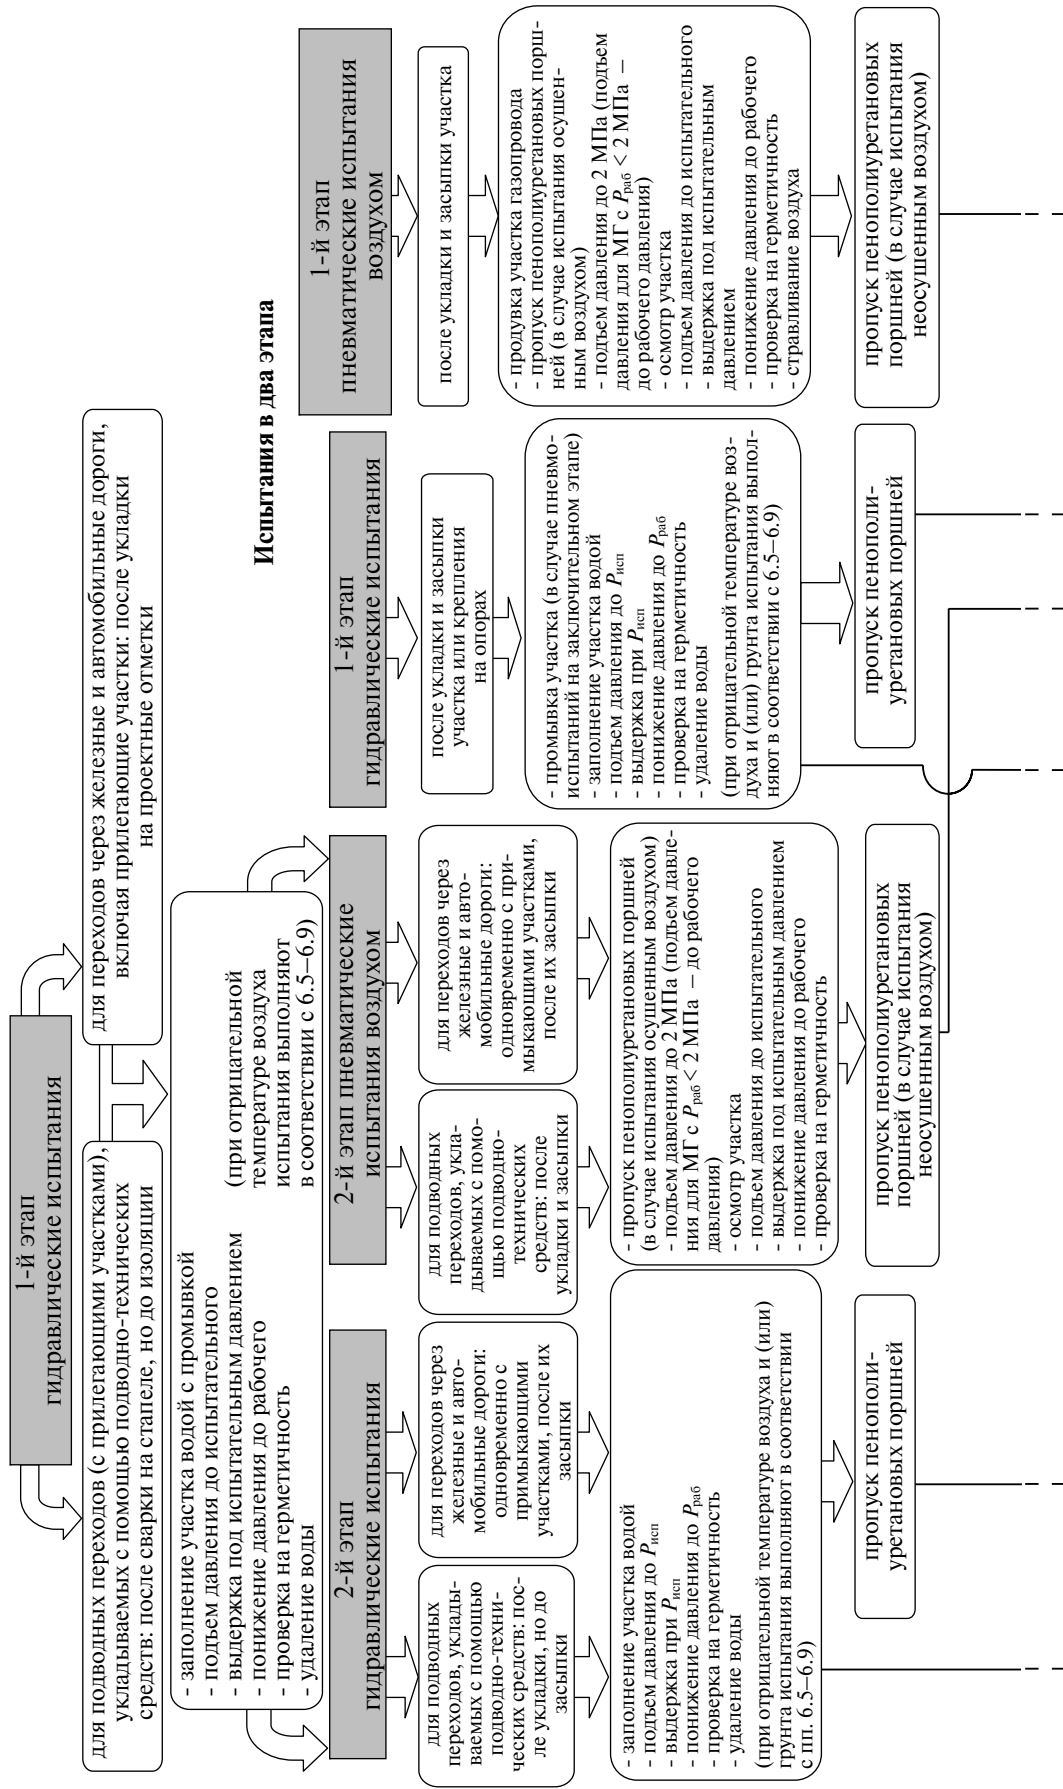 1-й этап
гидравлические испытания
для подводных переходов (с прилегающими участками),
укладываемых с помощью подводно-технических
средств: после сварки на стапеле, но до изоляции
для переходов через железные и автомобильные дороги,
включая прилегающие участки: после укладки
на проектные отметки
- заполнение участка водой с промывкой
- подъем давления до испытательного
- выдержка под испытательным давлением
- понижение давления до рабочего
- проверка на герметичность
- удаление воды
(при отрицательной
температуре воздуха
испытания выполняют
в соответствии с 6.5–6.9)
2-й этап
гидравлические испытания
для подводных
переходов, уклады-
ваемых с помощью
подводно-техни-
ческих средств: пос-
ле укладки, но до
засыпки
для переходов через
железные и авто-
мобильные дороги:
одновременно с
примыкающими
участками, после их
засыпки
- заполнение участка водой
- подъем давления до Pисп
- выдержка при Pисп
- понижение давления до Pраб
- проверка на герметичность
- удаление воды
(при отрицательной температуре воздуха и (или)
грунта испытания выполняют в соответствии
с пп. 6.5–6.9)
пропуск пенополи-
уретановых поршней
2-й этап пневматические
испытания воздухом
для подводных
переходов, укла-
дываемых с помо-
щью подводно-
технических
средств: после
укладки и засыпки
для переходов через
железные и авто-
мобильные дороги:
одновременно с при-
мыкающими участками,
после их засыпки
- пропуск пенополиуретановых поршней
(в случае испытания осушенным воздухом)
- подъем давления до 2 МПа (подъем давле-
ния для МГ с Pраб < 2 МПа – до рабочего
давления)
- осмотр участка
- подъем давления до испытательного
- выдержка под испытательным давлением
- понижение давления до рабочего
- проверка на герметичность
пропуск пенополиуретановых
поршней (в случае испытания
неосушенным воздухом)
Испытания в два этапа
1-й этап
гидравлические испытания
после укладки и засыпки
участка или крепления
на опорах
- промывка участка (в случае пневмо-
испытаний на заключительном этапе)
- заполнение участка водой
- подъем давления до Pисп
- выдержка при Pисп
- понижение давления до Pраб
- проверка на герметичность
- удаление воды
(при отрицательной температуре воз-
духа и (или) грунта испытания выпол-
няют в соответствии с 6.5–6.9)
пропуск пенополи-
уретановых поршней
1-й этап
пневматические испытания
воздухом
после укладки и засыпки участка
- продувка участка газопровода
- пропуск пенополиуретановых порш-
ней (в случае испытания осушен-
ным воздухом)
- подъем давления до 2 МПа (подъем
давления для МГ с Pраб < 2 МПа –
до рабочего давления)
- осмотр участка
- подъем давления до испытательного
- выдержка под испытательным
давлением
- понижение давления до рабочего
- проверка на герметичность
- стравливание воздуха
пропуск пенополиуретановых
поршней (в случае испытания
неосушенным воздухом)